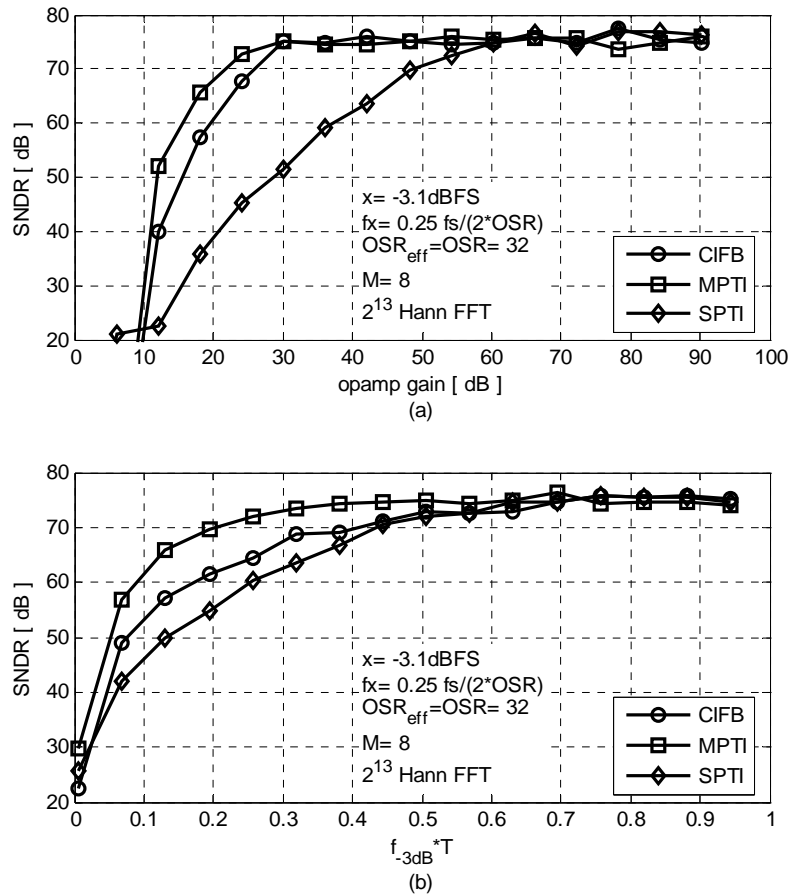 80
70
60
50
40
30
20
SNDR [ dB ]
x= -3.1dBFS
fx= 0.25 fs/(2*OSR)
OSR_eff=OSR= 32
M= 8
2^13 Hann FFT
CIFB
MPTI
SPTI
0 10 20 30 40 50 60 70 80 90 100
opamp gain [ dB ]
(a)
80
70
60
50
40
30
20
SNDR [ dB ]
x= -3.1dBFS
fx= 0.25 fs/(2*OSR)
OSR_eff=OSR= 32
M= 8
2^13 Hann FFT
CIFB
MPTI
SPTI
0 0.1 0.2 0.3 0.4 0.5 0.6 0.7 0.8 0.9 1
f_-3dB*T
(b)